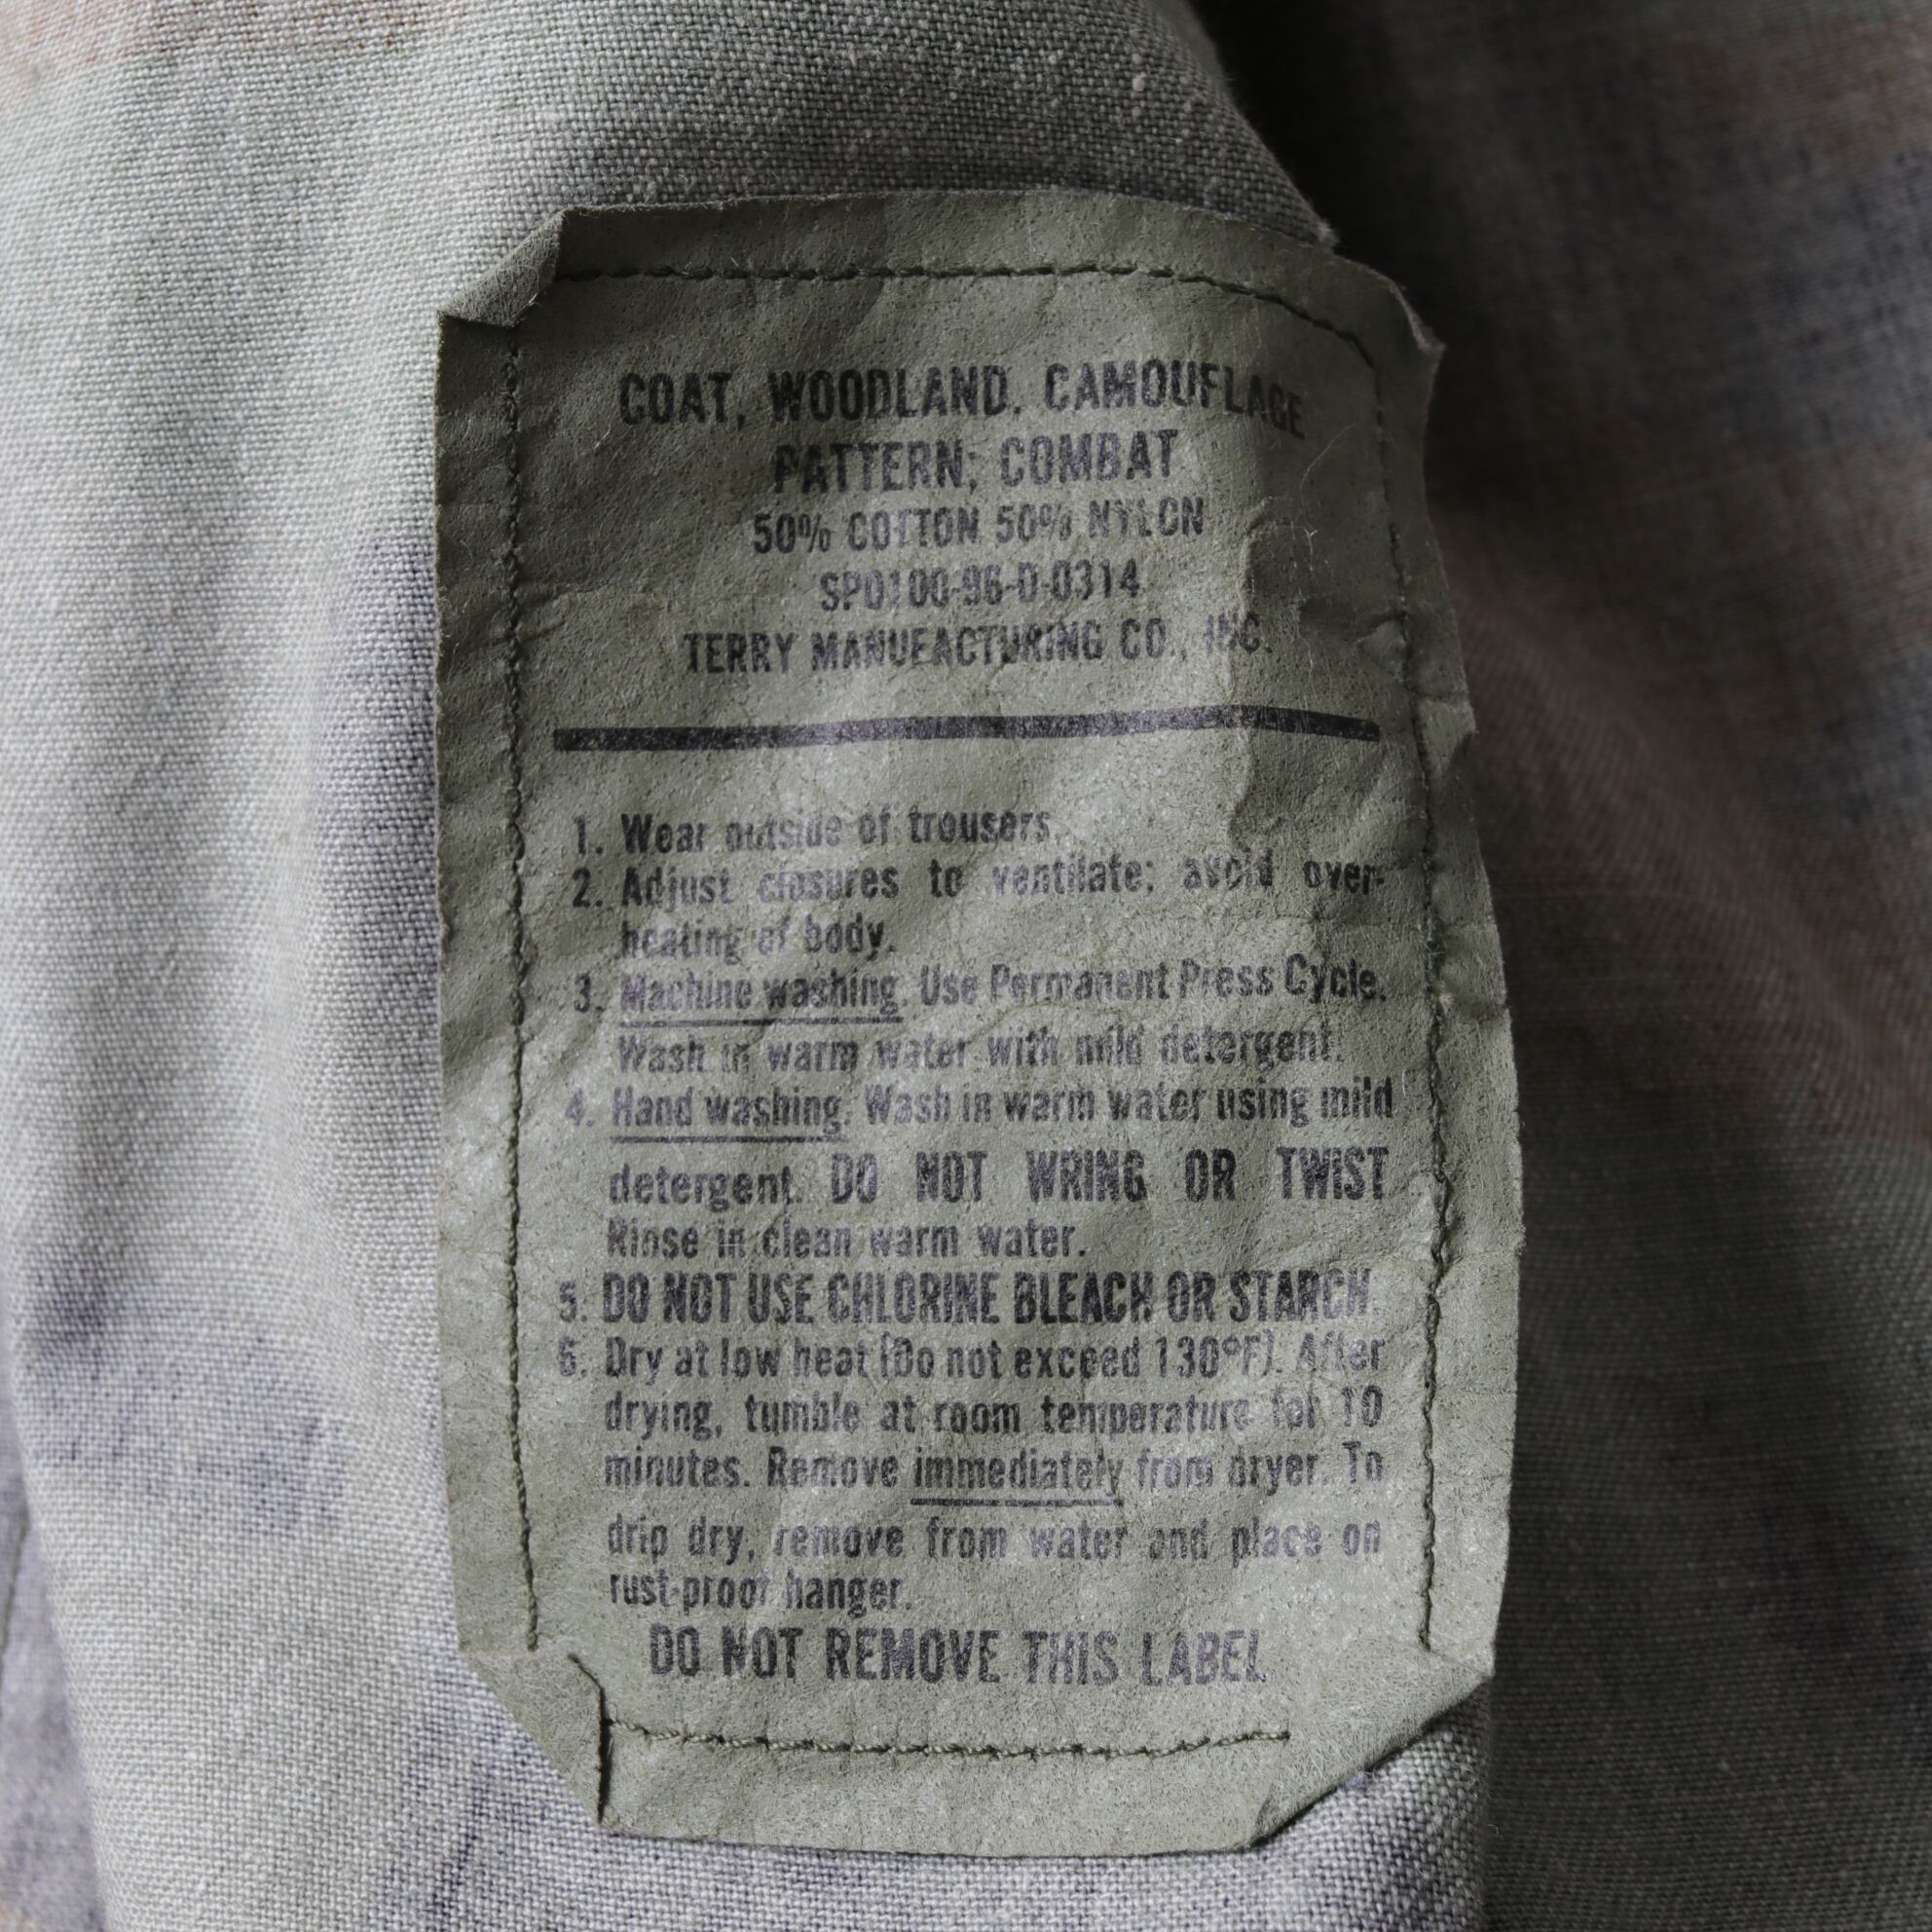 COAT, WOODLAND, CAMOUFLAGE
PATTERN; COMBAT
50% COTTON 50% NYLON
SPO100-96-D-0314
TERRY MANUFACTURING CO., INC.
1. Wear outside of trousers.
2. Adjust closures to ventilate; avoid over-
heating of body.
3. Machine washing. Use Permanent Press Cycle.
Wash in warm water with mild detergent.
4. Hand washing. Wash in warm water using mild
detergent. DO NOT WRING OR TWIST
Rinse in clean warm water.
5. DO NOT USE CHLORINE BLEACH OR STARCH.
6. Dry at low heat (Do not exceed 130°F). After
drying, tumble at room temperature for 10
minutes. Remove immediately from dryer. To
drip dry, remove from water and place on
rust-proof hanger.
DO NOT REMOVE THIS LABEL